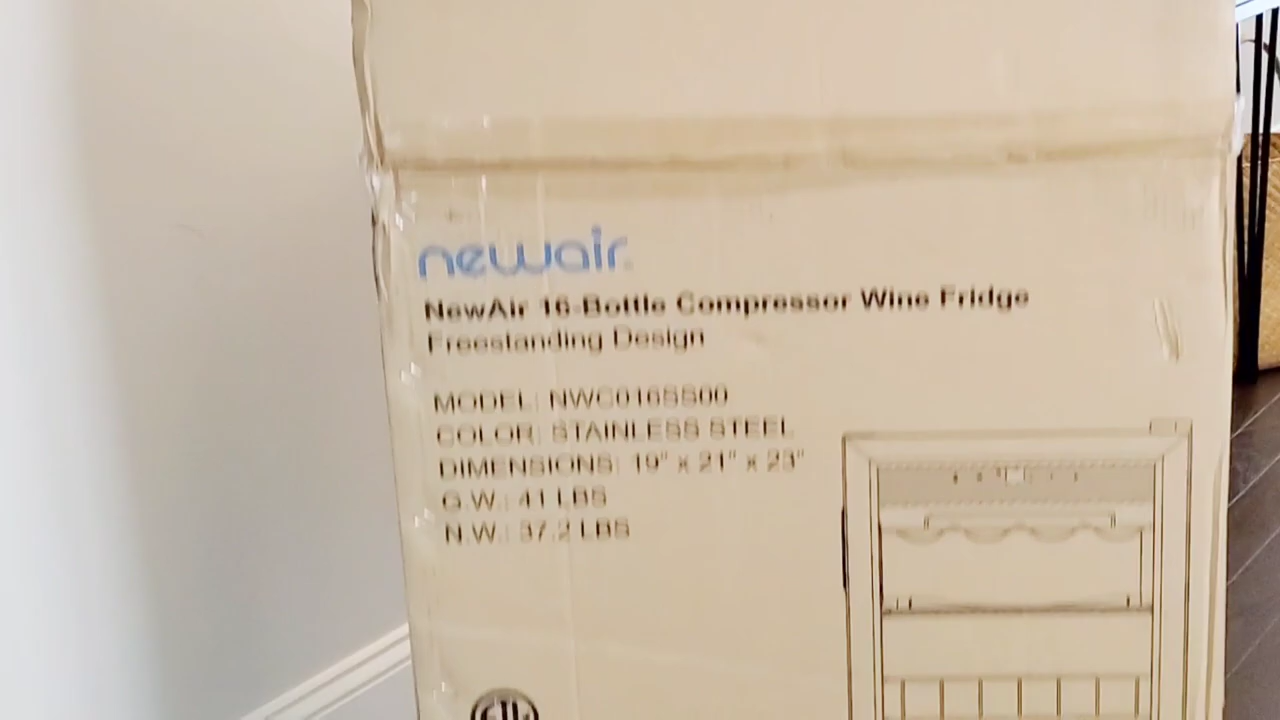 newair
NewAir 16-Bottle Compressor Wine Fridge
Freestanding Design
MODEL: NWC016SS00
COLOR: STAINLESS STEEL
DIMENSIONS: 19" x 21" x 23"
G.W.: 41 LBS
N.W.: 37.2 LBS